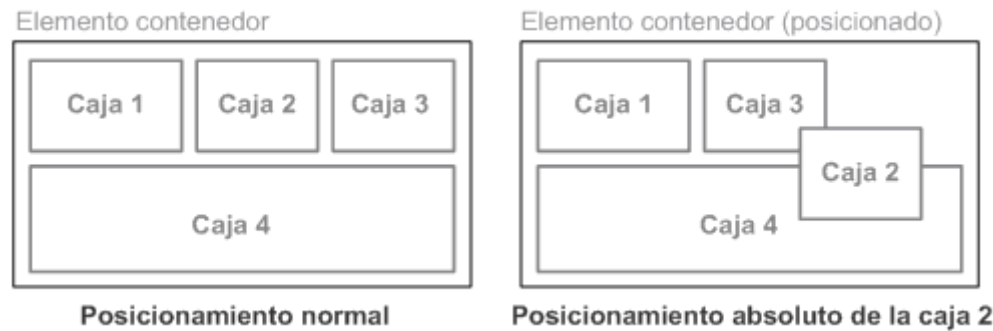 Elemento contenedor
Caja 1
Caja 2
Caja 3
Caja 4
Posicionamiento normal
Elemento contenedor (posicionado)
Caja 1
Caja 3
Caja 2
Caja 4
Posicionamiento absoluto de la caja 2